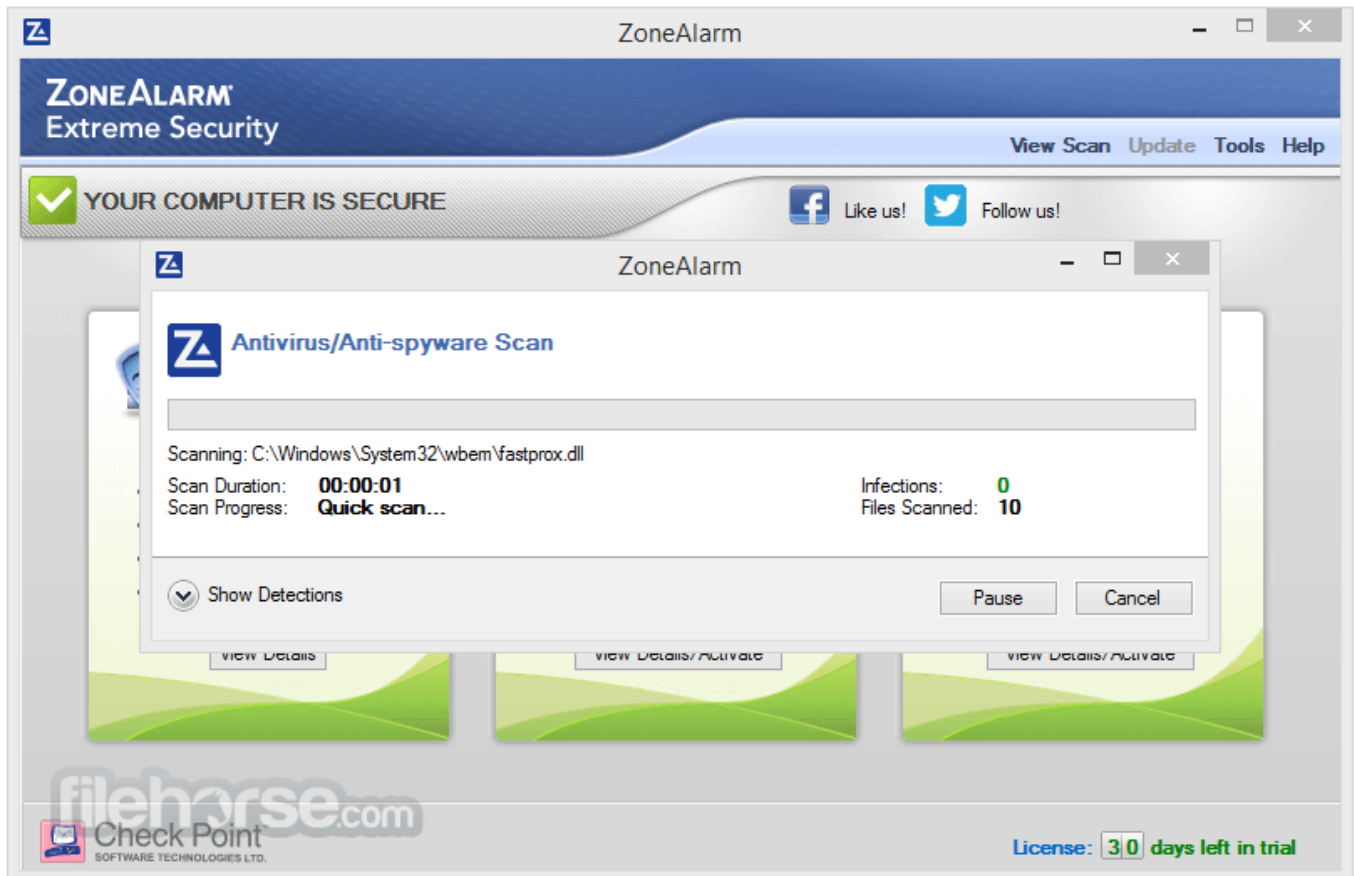 ZoneAlarm
ZONEALARM
Extreme Security
View Scan Update Tools Help
YOUR COMPUTER IS SECURE
Like us! Follow us!
ZoneAlarm
Antivirus/Anti-spyware Scan
Scanning: C:\Windows\System32\wbem\fastprox.dll
Scan Duration: 00:00:01 Infections: 0
Scan Progress: Quick scan... Files Scanned: 10
Show Detections Pause Cancel
View Details View Details/Activate View Details/Activate
filehorse.com
Check Point
SOFTWARE TECHNOLOGIES LTD.
License: 30 days left in trial